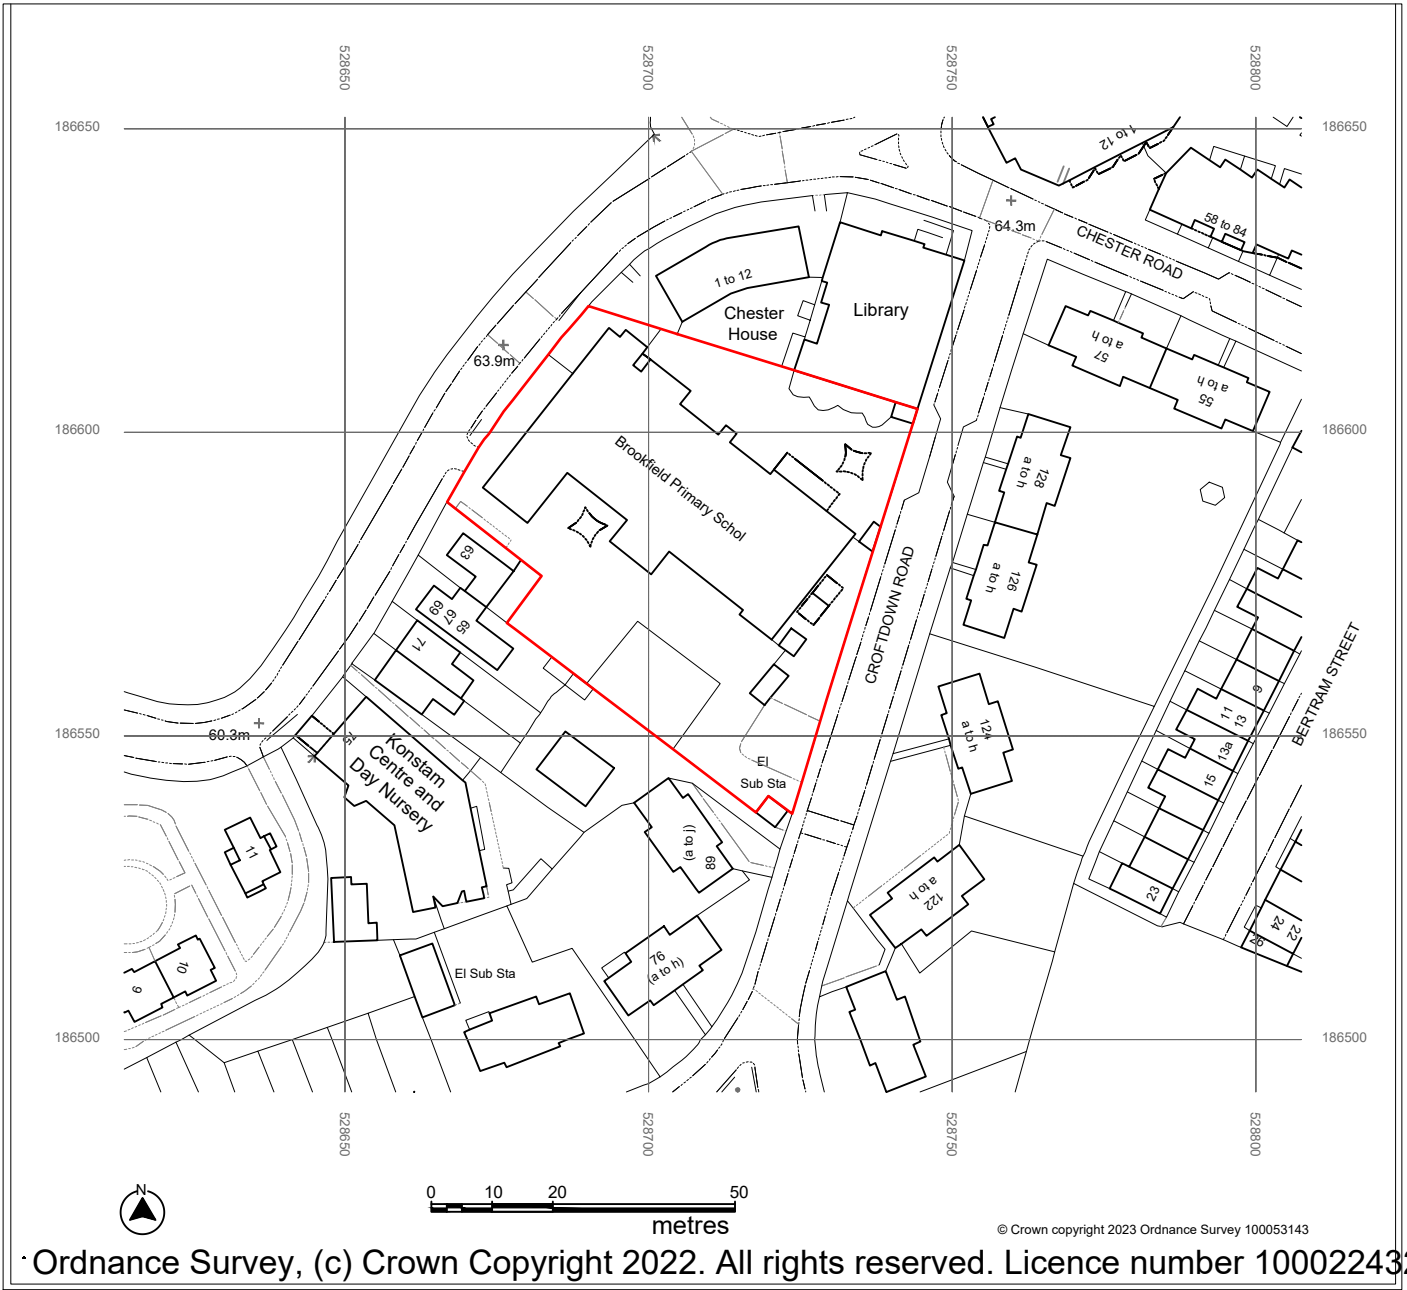 528650
528700
528750
528800
186650
186650
1 to 12
58 to 84
64.3m
CHESTER ROAD
1 to 12
Chester
House
Library
63.9m
57
a to h
55
a to h
186600
186600
Brookfield Primary Schol
128
a to h
126
a to h
63
65
67
69
71
CROFTDOWN ROAD
BERTRAM STREET
9
11
13
13a
15
23
60.3m
186550
186550
75
Konstam
Centre and
Day Nursery
El
Sub Sta
124
a to h
89
(a to j)
122
a to h
11
10
9
El Sub Sta
76
(a to h)
22
24
26
186500
186500
528650
528700
528750
528800
N
0 10 20 50
metres
© Crown copyright 2023 Ordnance Survey 100053143
Ordnance Survey, (c) Crown Copyright 2022. All rights reserved. Licence number 100022432